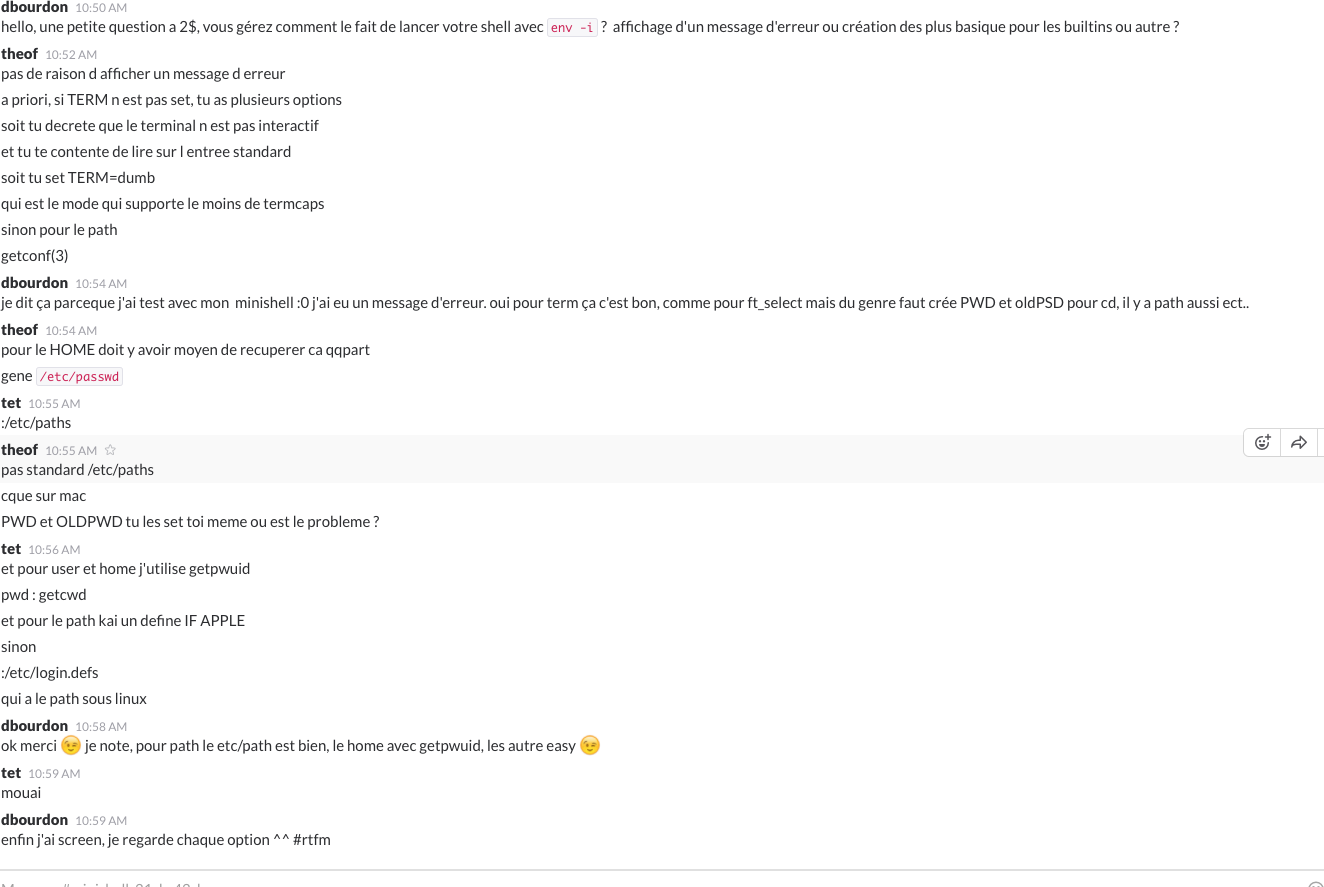 dbourdon 10:50 AM
hello, une petite question a 2$, vous gérez comment le fait de lancer votre shell avec env -i ? affichage d'un message d'erreur ou création des plus basique pour les builtins ou autre ?
theof 10:52 AM
pas de raison d afficher un message d erreur
a priori, si TERM n est pas set, tu as plusieurs options
soit tu decrete que le terminal n est pas interactif
et tu te contente de lire sur l entree standard
soit tu set TERM=dumb
qui est le mode qui supporte le moins de termcaps
sinon pour le path
getconf(3)
dbourdon 10:54 AM
je dit ça parceque j'ai test avec mon minishell :0 j'ai eu un message d'erreur. oui pour term ça c'est bon, comme pour ft_select mais du genre faut crée PWD et oldPSD pour cd, il y a path aussi ect..
theof 10:54 AM
pour le HOME doit y avoir moyen de recuperer ca qqpart
gene /etc/passwd
tet 10:55 AM
:/etc/paths
theof 10:55 AM
pas standard /etc/paths
cque sur mac
PWD et OLDPWD tu les set toi meme ou est le probleme ?
tet 10:56 AM
et pour user et home j'utilise getpwuid
pwd : getcwd
et pour le path kai un define IF APPLE
sinon
:/etc/login.defs
qui a le path sous linux
dbourdon 10:58 AM
ok merci 😉 je note, pour path le etc/path est bien, le home avec getpwuid, les autre easy 😉
tet 10:59 AM
mouai
dbourdon 10:59 AM
enfin j'ai screen, je regarde chaque option ^^ #rtfm